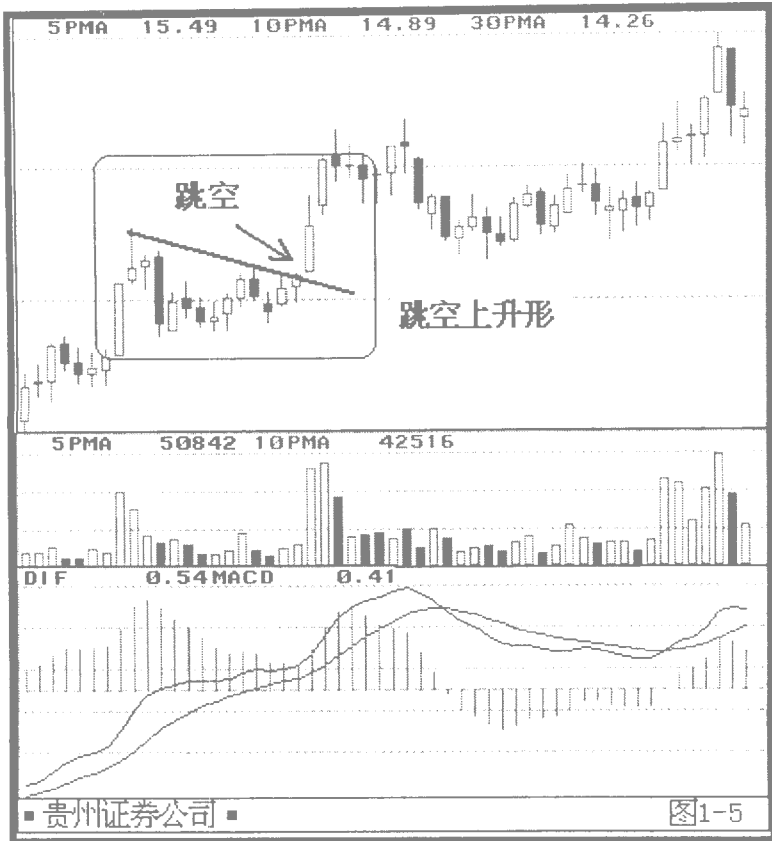 5PMA 15.49 10PMA 14.89 30PMA 14.26
跳空
跳空上升形
5PMA 50842 10PMA 42516
DIF 0.54 MACD 0.41
▪ 贵州证券公司 ▪ 图1-5